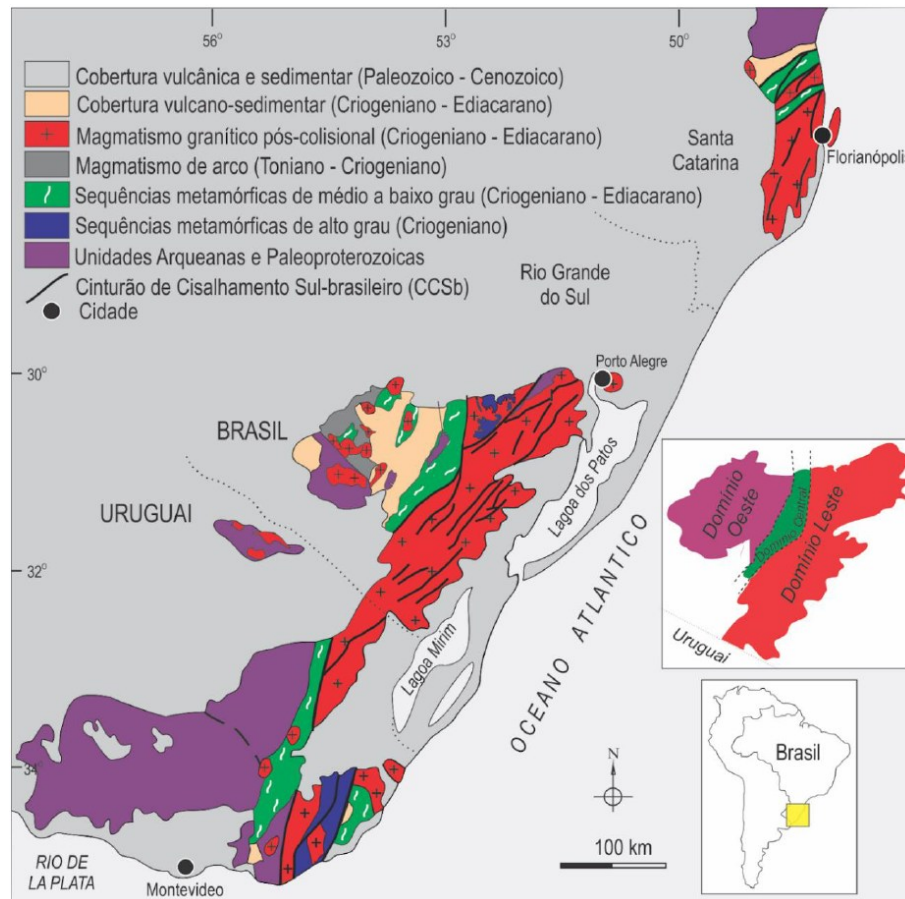 56°
53°
50°
Cobertura vulcânica e sedimentar (Paleozoico - Cenozoico)
Cobertura vulcano-sedimentar (Criogeniano - Ediacarano)
Magmatismo granítico pós-colisional (Criogeniano - Ediacarano)
Magmatismo de arco (Toniano - Criogeniano)
Sequências metamórficas de médio a baixo grau (Criogeniano - Ediacarano)
Sequências metamórficas de alto grau (Criogeniano)
Unidades Arqueanas e Paleoproterozoicas
Cinturão de Cisalhamento Sul-brasileiro (CCSb)
Cidade
Santa
Catarina
Florianópolis
Rio Grande
do Sul
30°
Porto Alegre
BRASIL
Lagoa dos Patos
URUGUAI
32°
Lagoa Mirim
OCEANO ATLANTICO
Domínio
Oeste
Domínio Central
Domínio Leste
Uruguai
34°
N
100 km
Brasil
RIO DE
LA PLATA
Montevideo